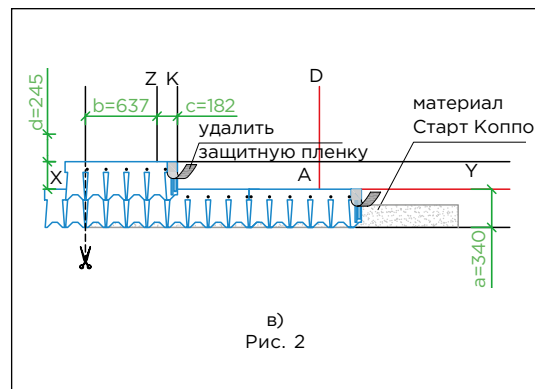 Z K
D
b=637
c=182
d=245
материал
Старт Коппо
удалить
защитную пленку
X
A
Y
a=340
в)
Рис. 2